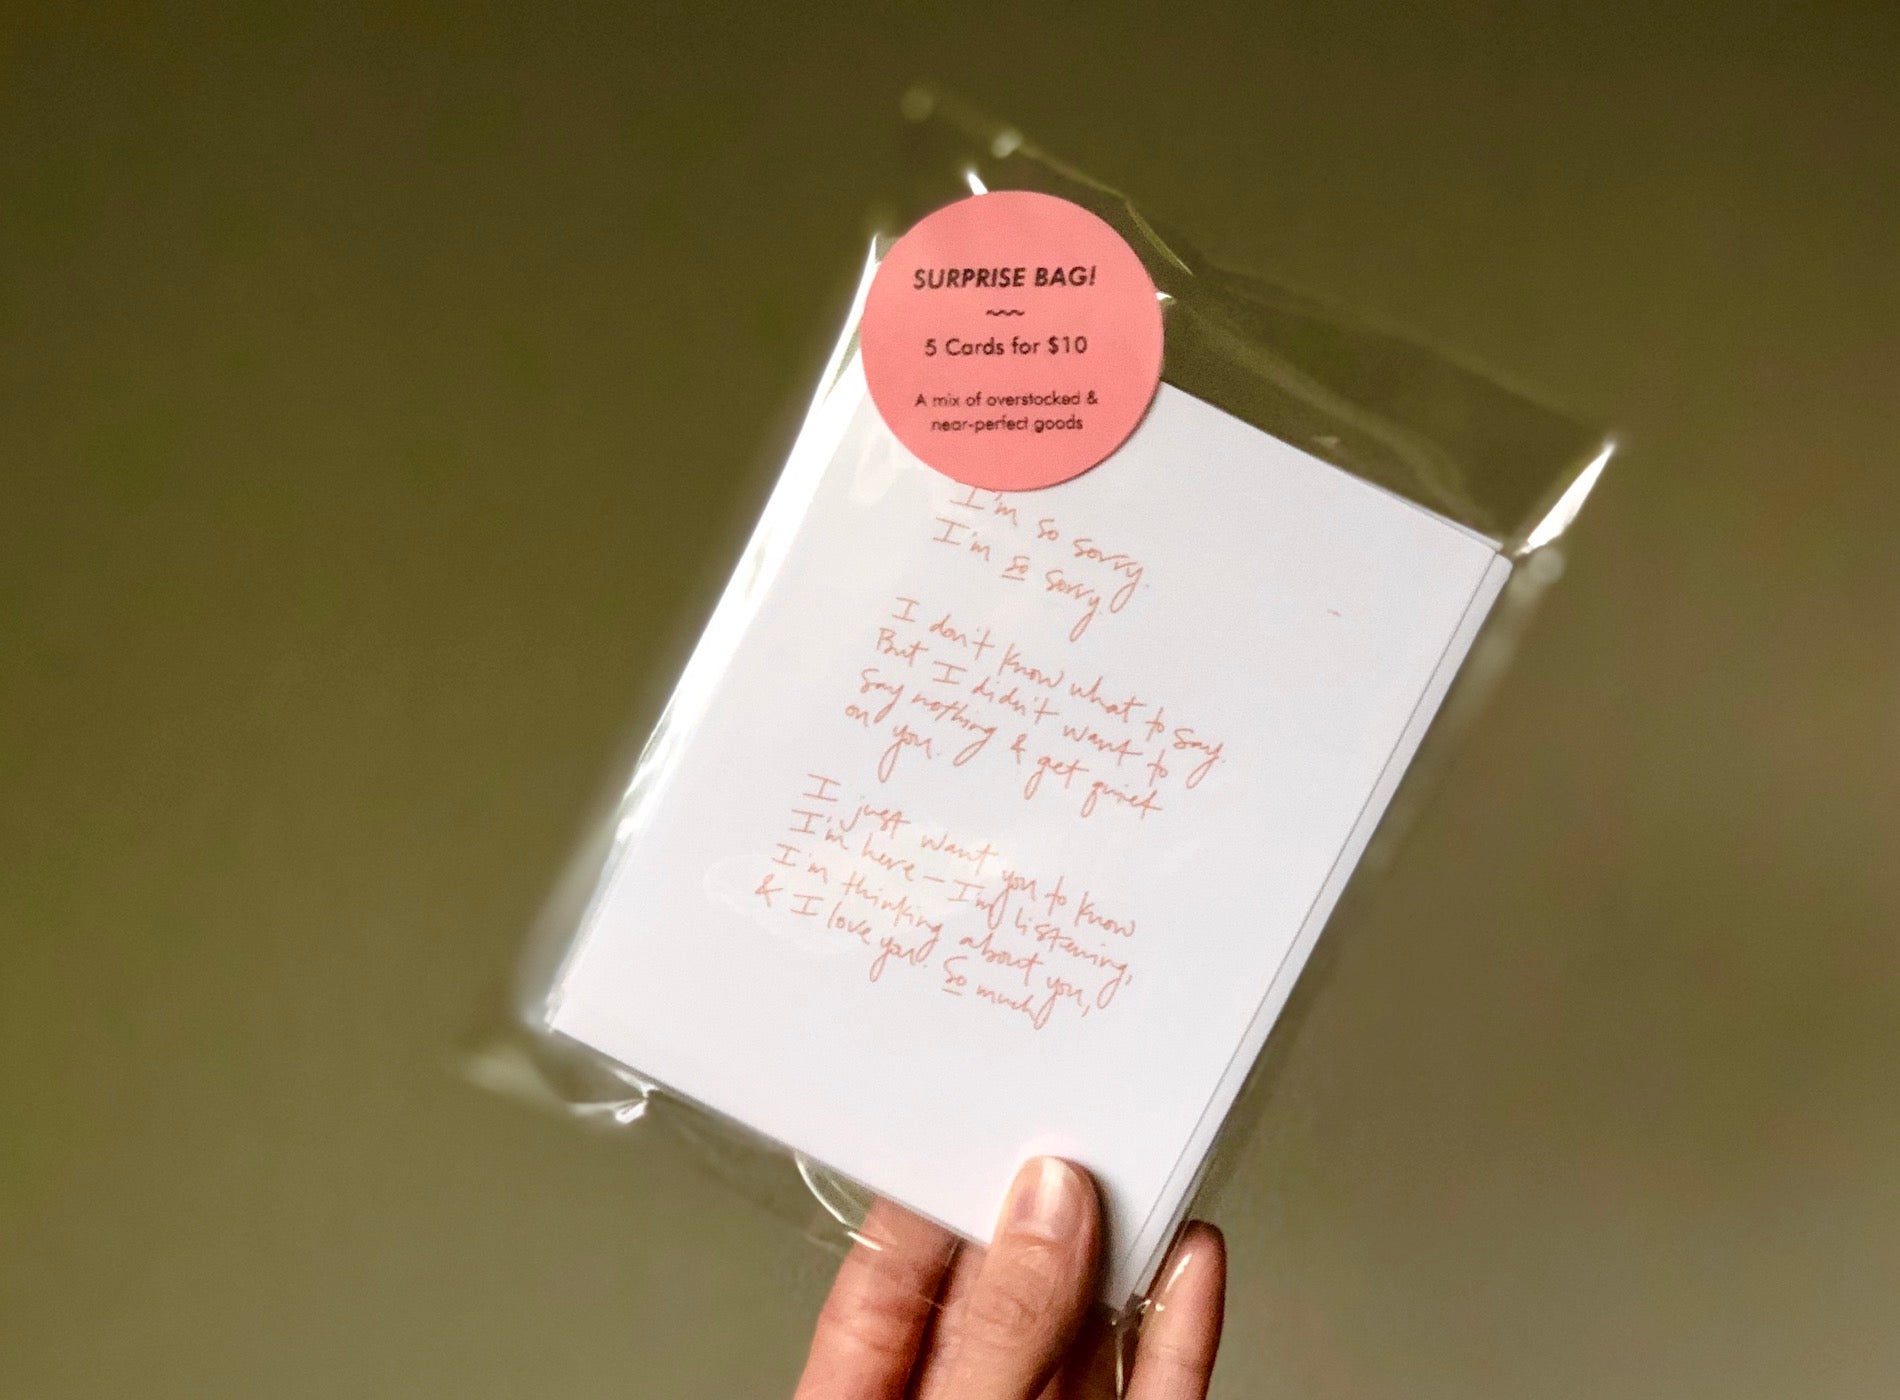 SURPRISE BAG!
5 Cards for $10
A mix of overstocked &
near-perfect goods
I'm so sorry.
I'm so sorry.
I don't know what to say.
But I didn't want to
say nothing & get quiet
on you.
I just want you to know
I'm here – I'm listening,
I'm thinking about you,
& I love you. So much